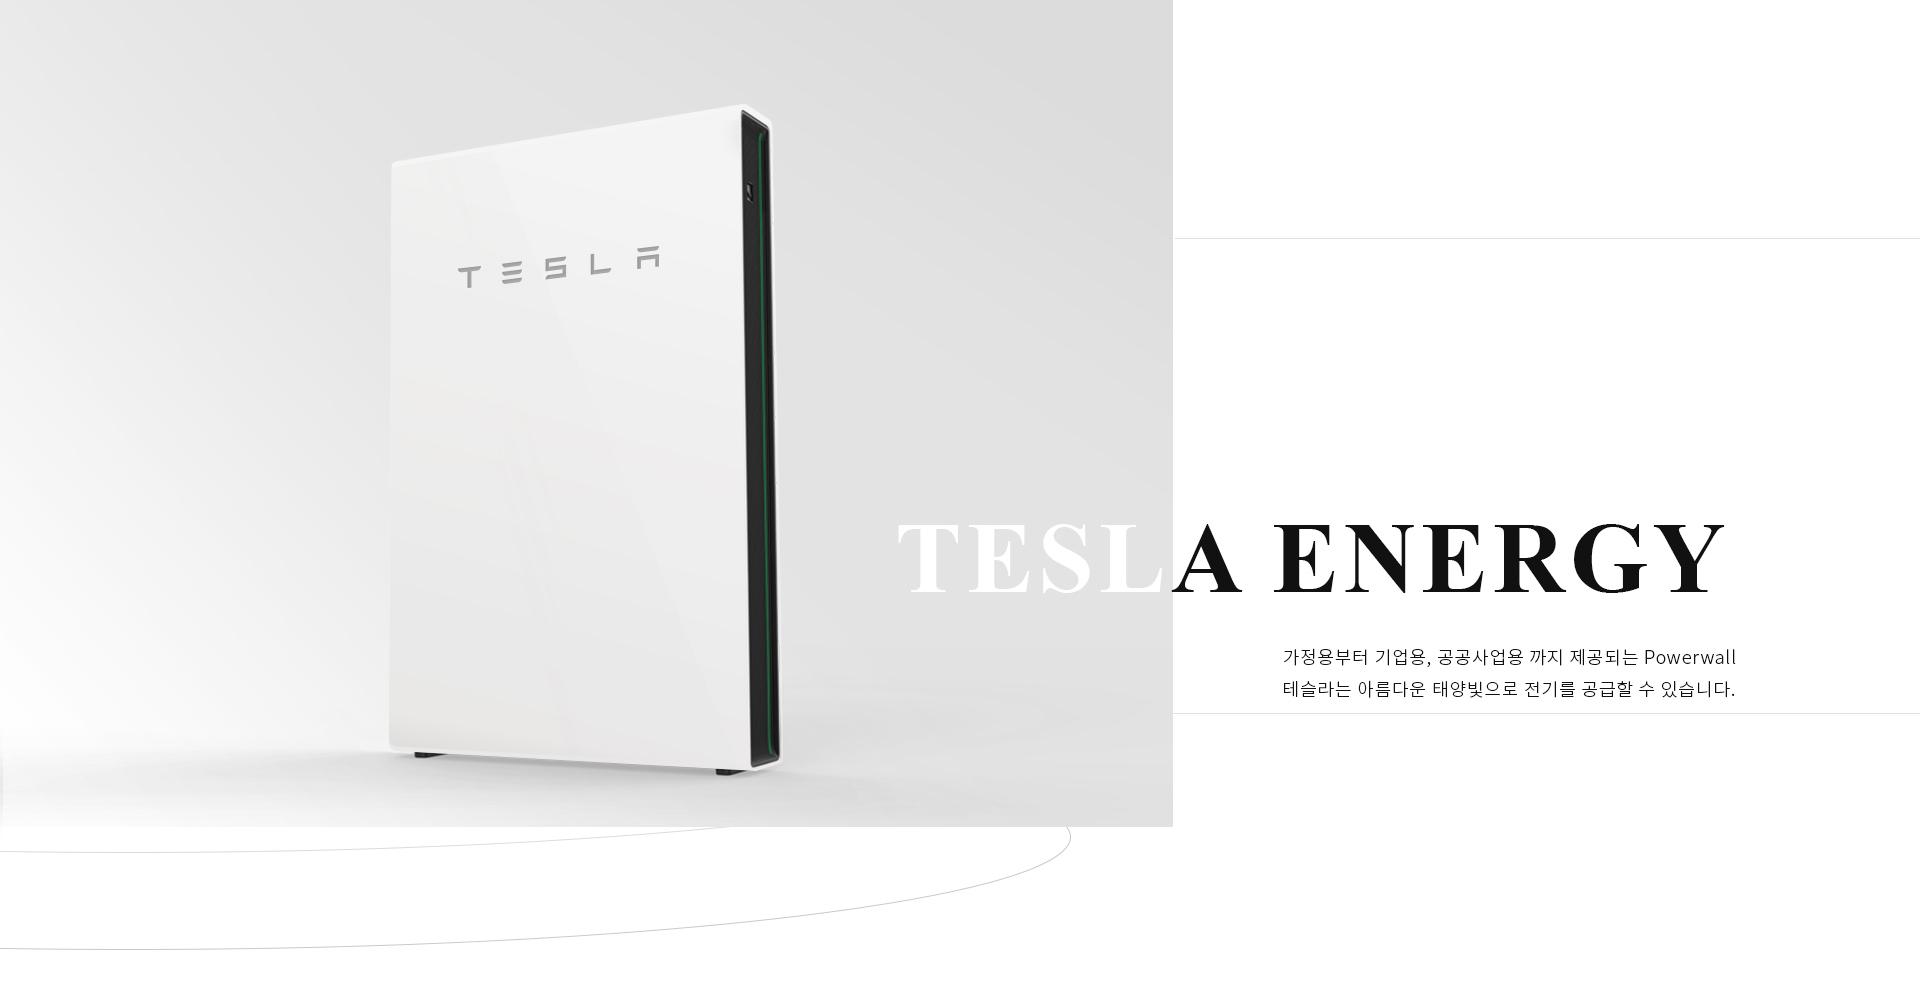 TESLA
TESLA ENERGY
가정용부터 기업용, 공공사업용 까지 제공되는 Powerwall
테슬라는 아름다운 태양빛으로 전기를 공급할 수 있습니다.